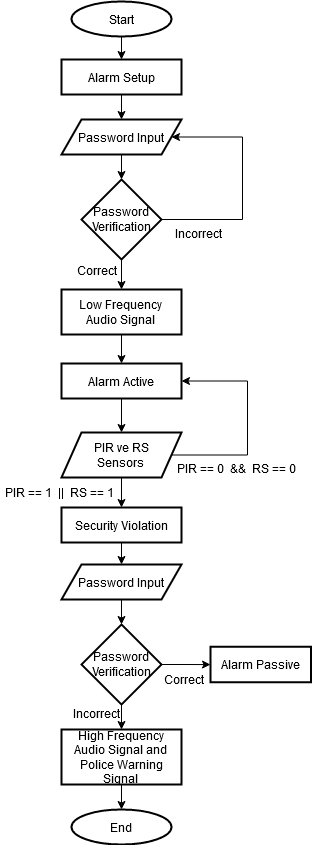 Start
Alarm Setup
Password Input
Password
Verification
Incorrect
Correct
Low Frequency
Audio Signal
Alarm Active
PIR ve RS
Sensors
PIR == 0 && RS == 0
PIR == 1 || RS == 1
Security Violation
Password Input
Password
Verification
Alarm Passive
Correct
Incorrect
High Frequency
Audio Signal and
Police Warning
Signal
End